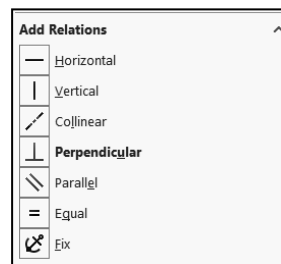 Add Relations
Horizontal
Vertical
Collinear
Perpendicular
Parallel
Equal
Fix